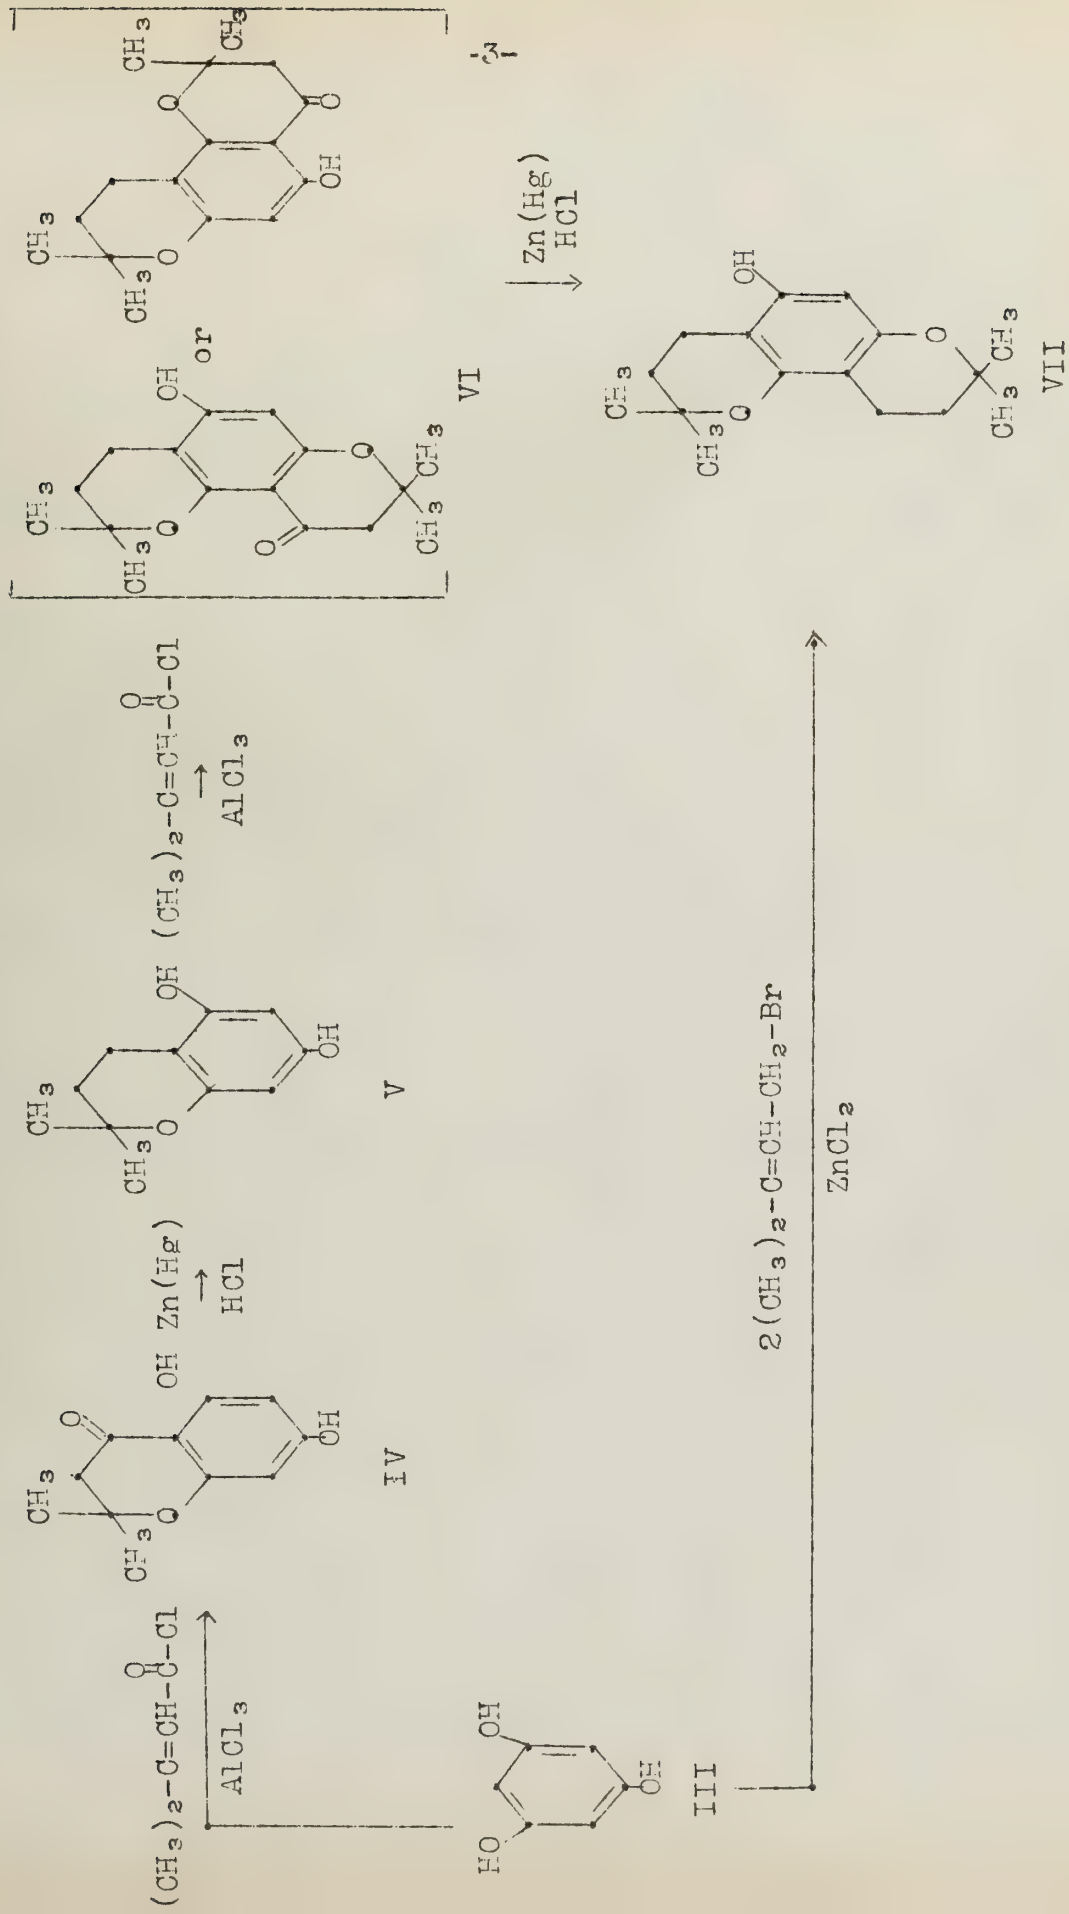 -3-
(CH3)2-C=CH-C-Cl
O
AlCl3
HO
OH
OH
III
CH3
CH3
O
O
OH
OH
IV
Zn(Hg)
→
HCl
CH3
CH3
O
OH
OH
V
(CH3)2-C=CH-C-Cl
O
→
AlCl3
CH3
CH3
O
OH
O
O
CH3
CH3
VI
or
CH3
CH3
O
O
CH3
CH3
O
OH
Zn(Hg)
HCl
2(CH3)2-C=CH-CH2-Br
ZnCl2
CH3
CH3
O
OH
O
CH3
CH3
VII